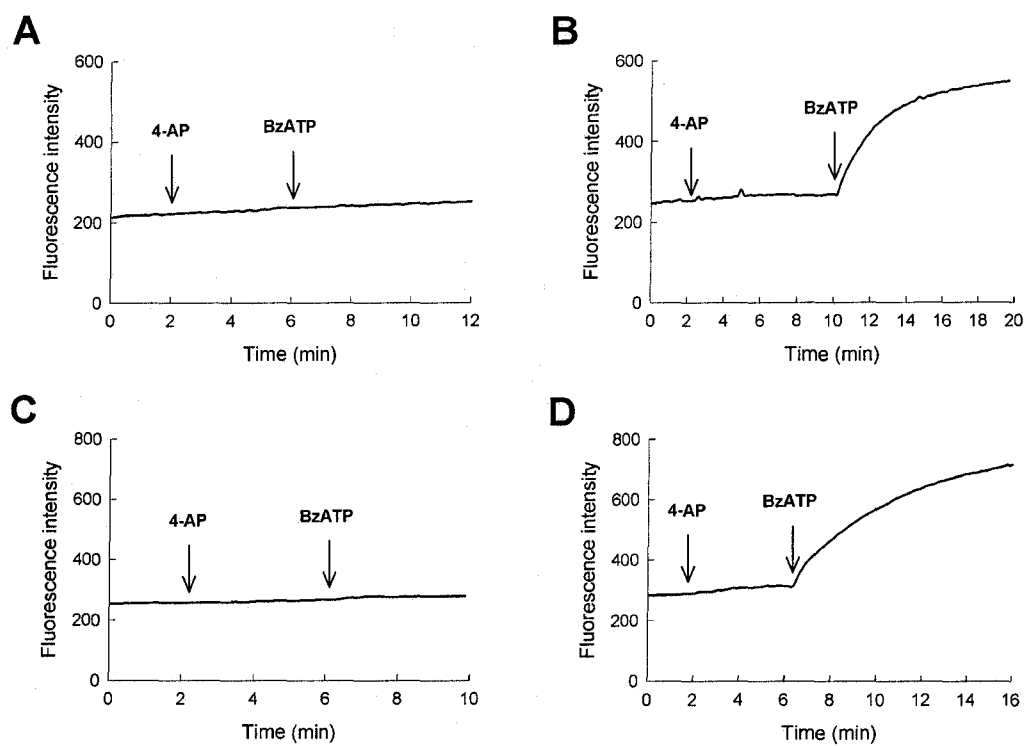 A
Fluorescence intensity
600
400
200
0
4-AP
BzATP
0 2 4 6 8 10 12
Time (min)
B
Fluorescence intensity
600
400
200
0
4-AP
BzATP
0 2 4 6 8 10 12 14 16 18 20
Time (min)
C
Fluorescence intensity
800
600
400
200
0
4-AP
BzATP
0 2 4 6 8 10
Time (min)
D
Fluorescence intensity
800
600
400
200
0
4-AP
BzATP
0 2 4 6 8 10 12 14 16
Time (min)